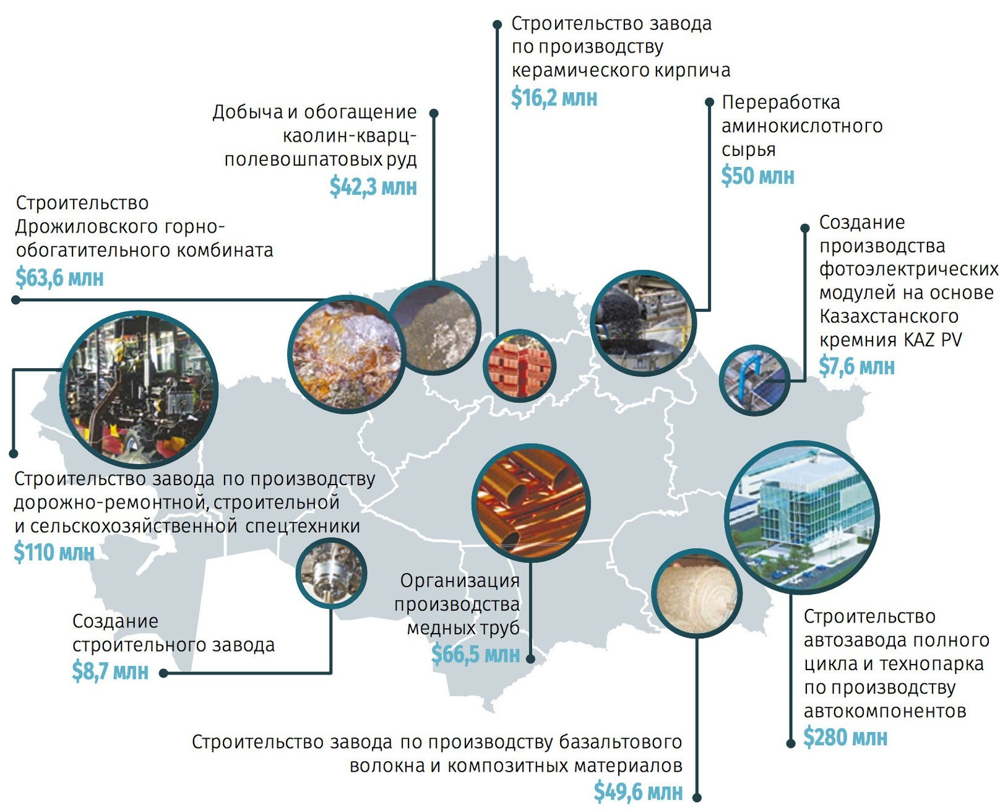 Строительство завода
по производству
керамического кирпича
$16,2 млн
Добыча и обогащение
каолин-кварц-
полевошпатовых руд
$42,3 млн
Переработка
аминокислотного
сырья
$50 млн
Строительство
Дрожиловского горно-
обогатительного комбината
$63,6 млн
Создание
производства
фотоэлектрических
модулей на основе
Казахстанского
кремния KAZ PV
$7,6 млн
Строительство завода по производству
дорожно-ремонтной, строительной
и сельскохозяйственной спецтехники
$110 млн
Организация
производства
медных труб
$66,5 млн
Создание
строительного завода
$8,7 млн
Строительство
автозавода полного
цикла и технопарка
по производству
автокомпонентов
$280 млн
Строительство завода по производству базальтового
волокна и композитных материалов
$49,6 млн